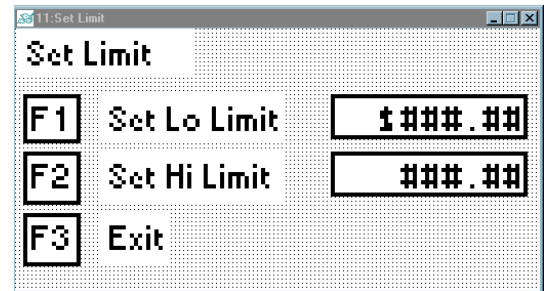 11:Set Limit
Set Limit
F1 Set Lo Limit ±###.##
F2 Set Hi Limit ###.##
F3 Exit